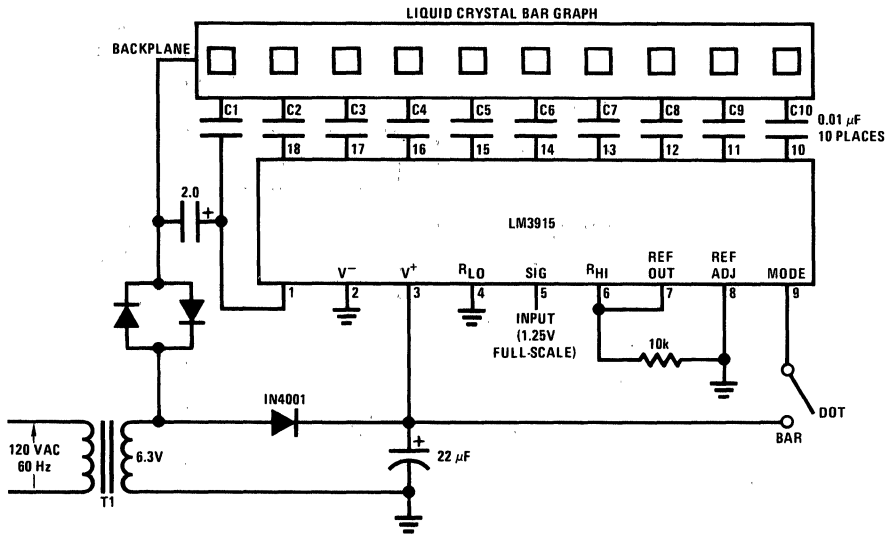 LIQUID CRYSTAL BAR GRAPH
BACKPLANE
C1 C2 C3 C4 C5 C6 C7 C8 C9 C10
0.01 μF
10 PLACES
18 17 16 15 14 13 12 11 10
2.0
+
LM3915
V− V+ RLO SIG RHI REF OUT REF ADJ MODE
1 2 3 4 5 6 7 8 9
INPUT
(1.25V
FULL-SCALE)
10k
DOT
BAR
IN4001
+
22 μF
120 VAC
60 Hz
6.3V
T1